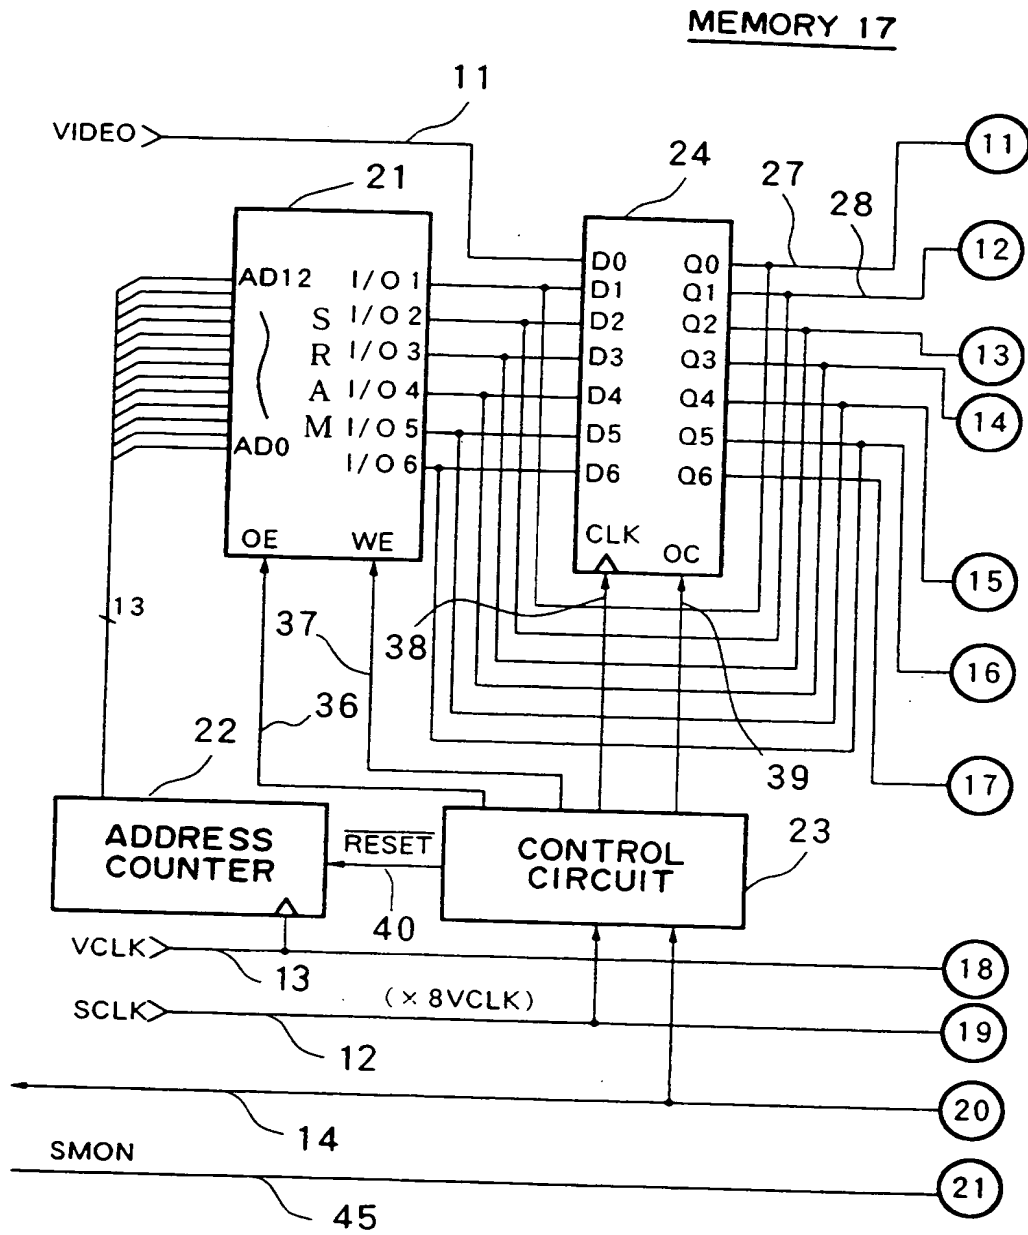 MEMORY 17
11
VIDEO
21
24
27
11
28
12
AD12
I/O 1
D0
Q0
D1
Q1
S
I/O 2
D2
Q2
13
R
I/O 3
D3
Q3
A
I/O 4
D4
Q4
14
M
I/O 5
D5
Q5
AD0
I/O 6
D6
Q6
OE
WE
CLK
OC
15
13
37
38
16
36
22
39
17
ADDRESS
COUNTER
RESET
CONTROL
CIRCUIT
23
40
VCLK
13
18
(× 8VCLK)
SCLK
12
19
14
20
SMON
45
21